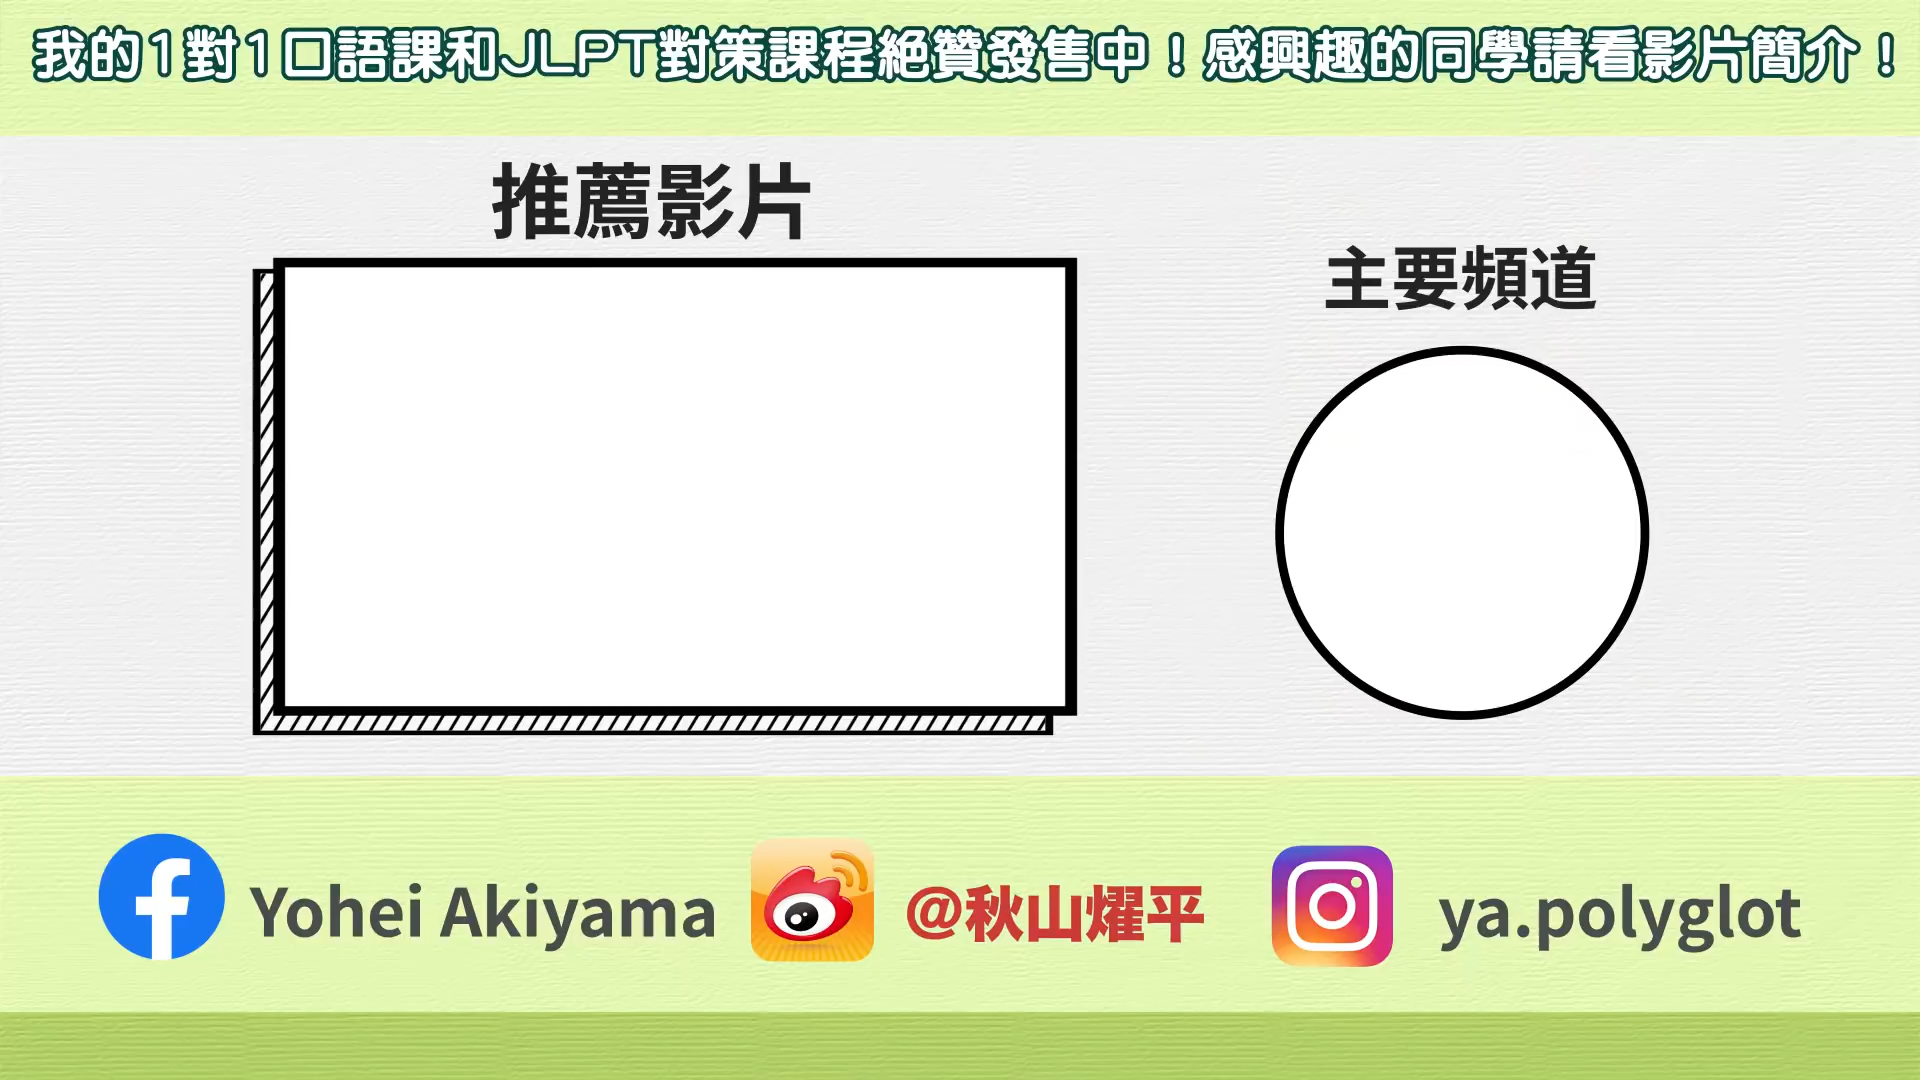 我的1對1口語課和JLPT對策課程絕贊發售中！感興趣的同學請看影片簡介！
推薦影片
主要頻道
Yohei Akiyama
@秋山燿平
ya.polyglot